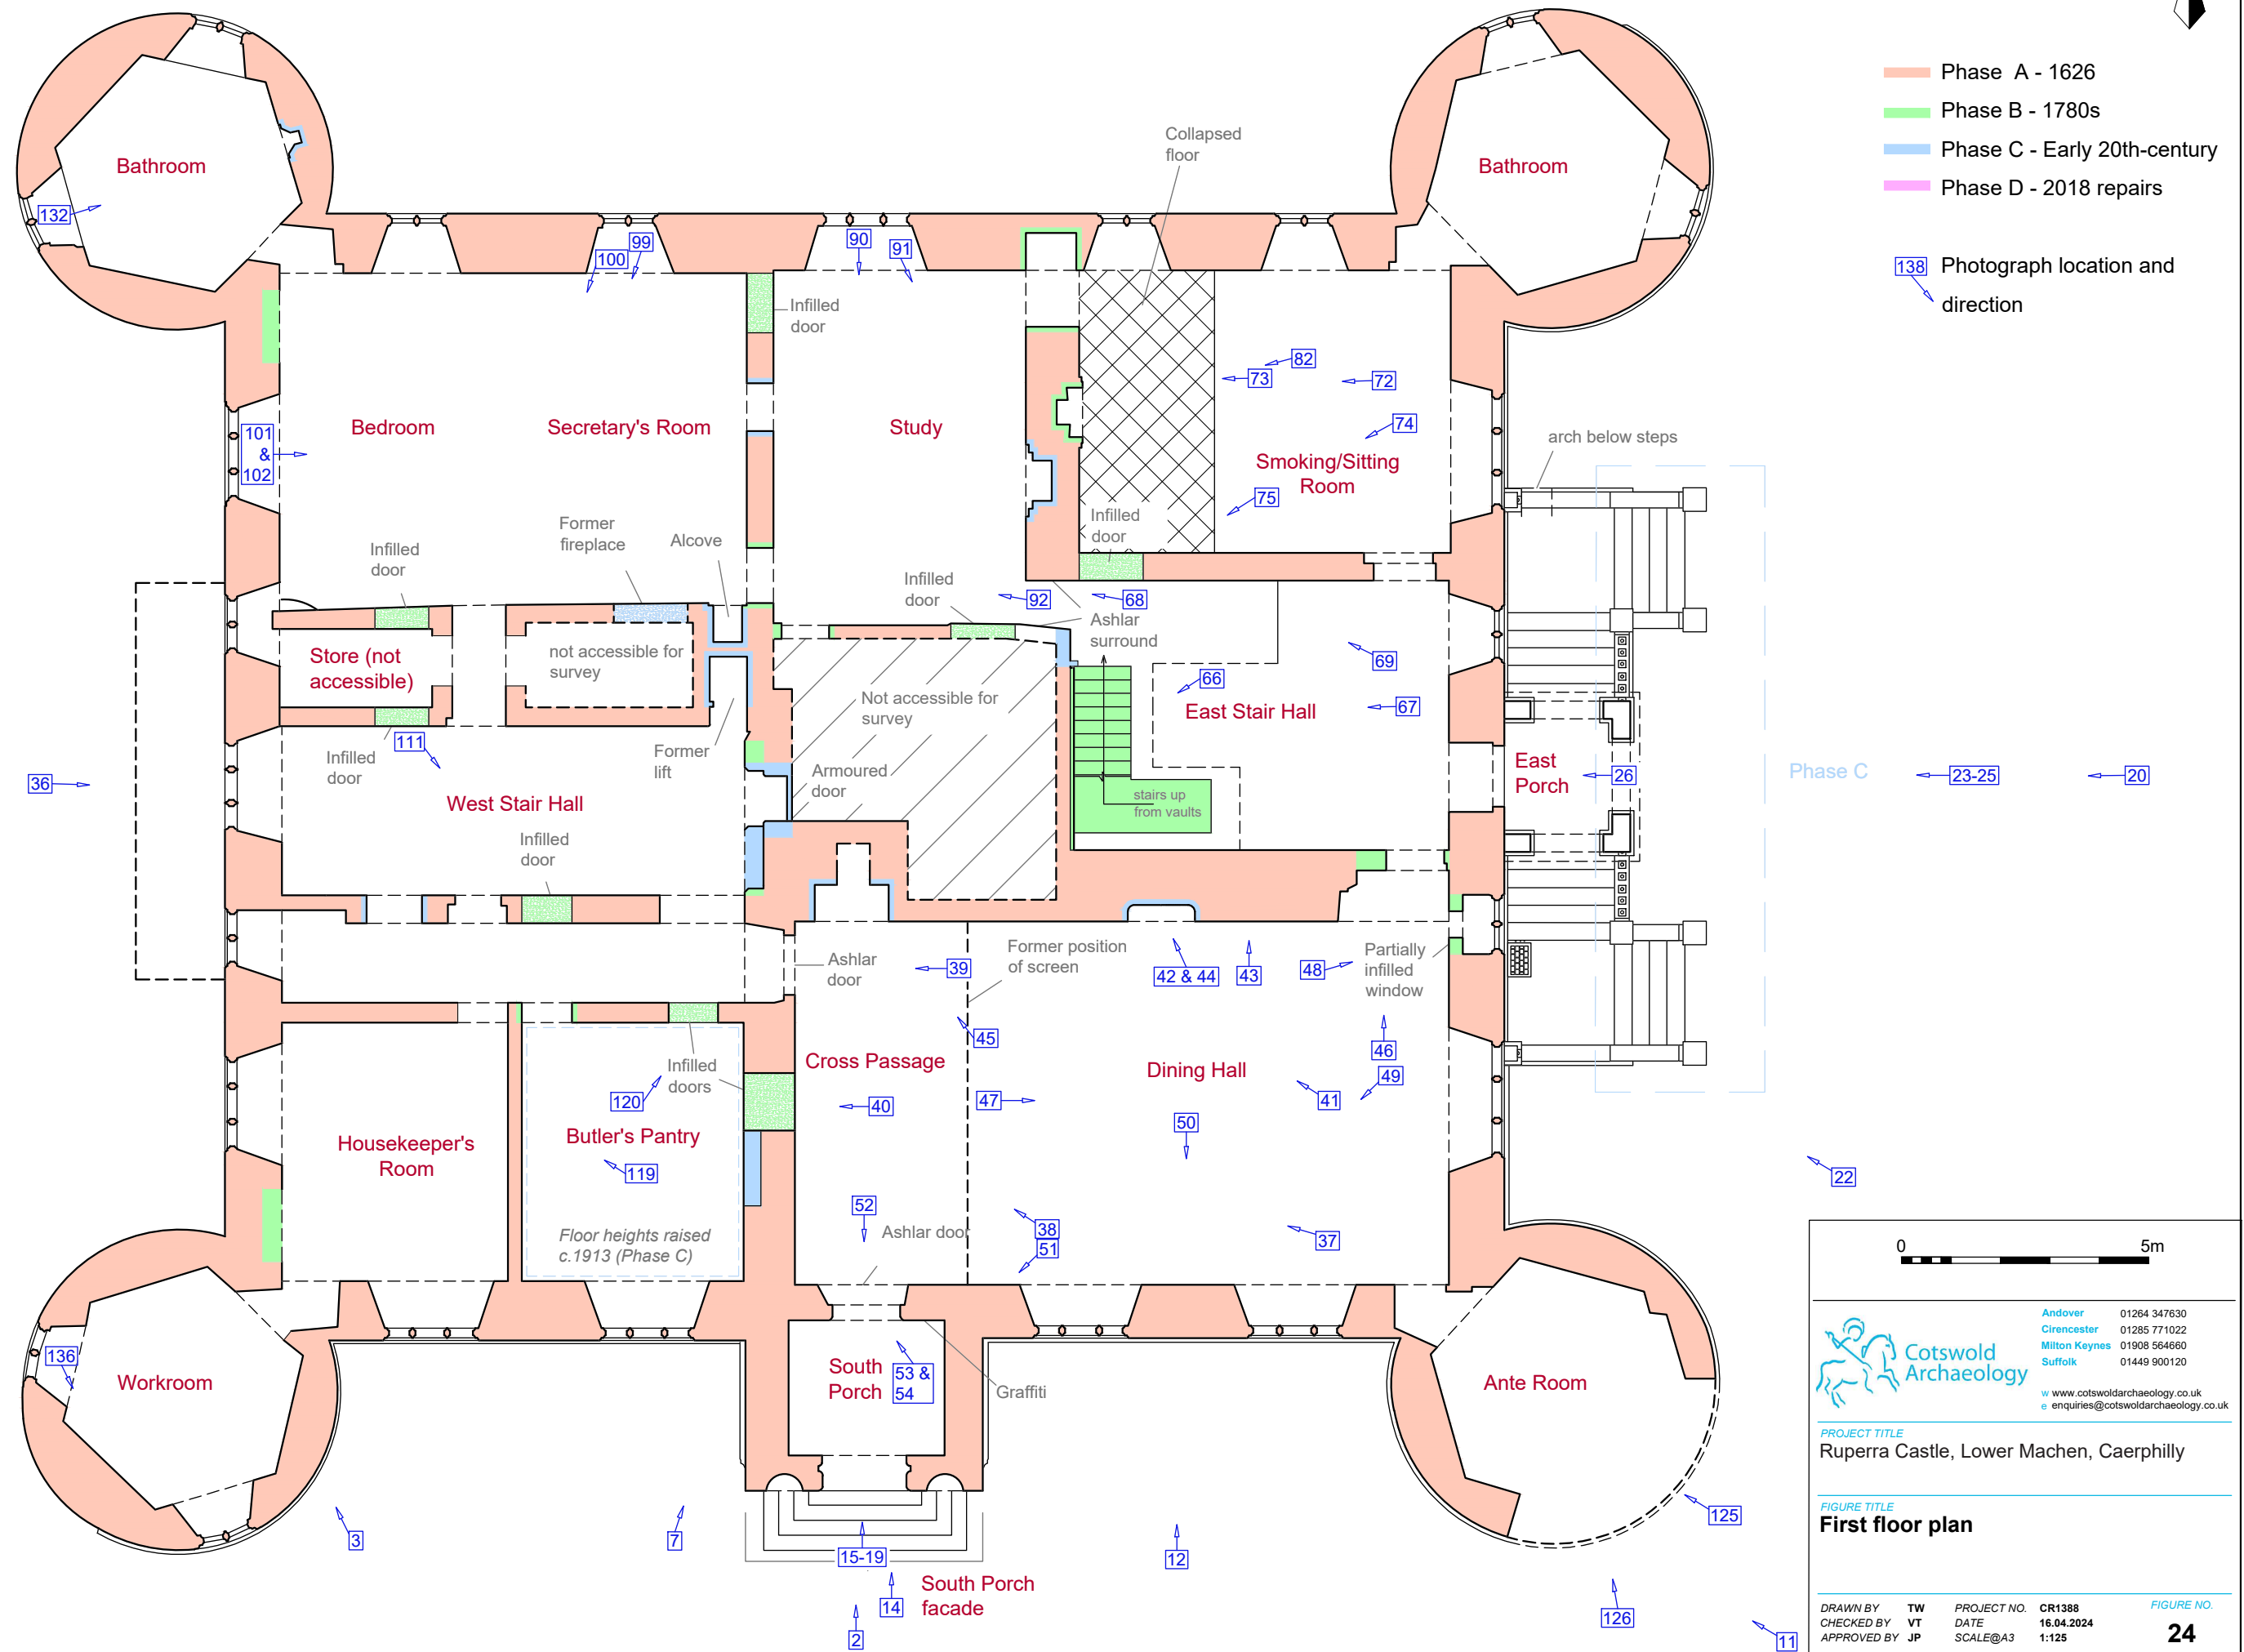 Phase A - 1626
Phase B - 1780s
Phase C - Early 20th-century
Phase D - 2018 repairs
138 Photograph location and
direction
Collapsed
floor
Bathroom
Bathroom
132
99
100
90
91
Infilled
door
82
73
72
74
101
&
102
Bedroom
Secretary's Room
Study
Smoking/Sitting
Room
75
arch below steps
Infilled
door
Former
fireplace
Alcove
Infilled
door
Infilled
door
92
68
Ashlar
surround
Store (not
accessible)
not accessible for
survey
Not accessible for
survey
69
66
67
East Stair Hall
111
Infilled
door
Former
lift
Armoured
door
stairs up
from vaults
East
Porch
26
Phase C
23-25
20
36
West Stair Hall
Infilled
door
Ashlar
door
39
Former position
of screen
42 & 44
43
48
Partially
infilled
window
45
46
Infilled
doors
Cross Passage
Dining Hall
49
41
120
40
47
50
Butler's Pantry
Housekeeper's
Room
119
22
52
38
51
37
Ashlar door
Floor heights raised
c.1913 (Phase C)
136
Workroom
South
Porch
53 &
54
Graffiti
Ante Room
3
7
15-19
12
125
14
South Porch
facade
2
126
11
0 5m
Cotswold
Archaeology
Andover 01264 347630
Cirencester 01285 771022
Milton Keynes 01908 564660
Suffolk 01449 900120
w www.cotswoldarchaeology.co.uk
e enquiries@cotswoldarchaeology.co.uk
PROJECT TITLE
Ruperra Castle, Lower Machen, Caerphilly
FIGURE TITLE
First floor plan
DRAWN BY TW PROJECT NO. CR1388 FIGURE NO.
CHECKED BY VT DATE 16.04.2024
APPROVED BY JP SCALE@A3 1:125 24